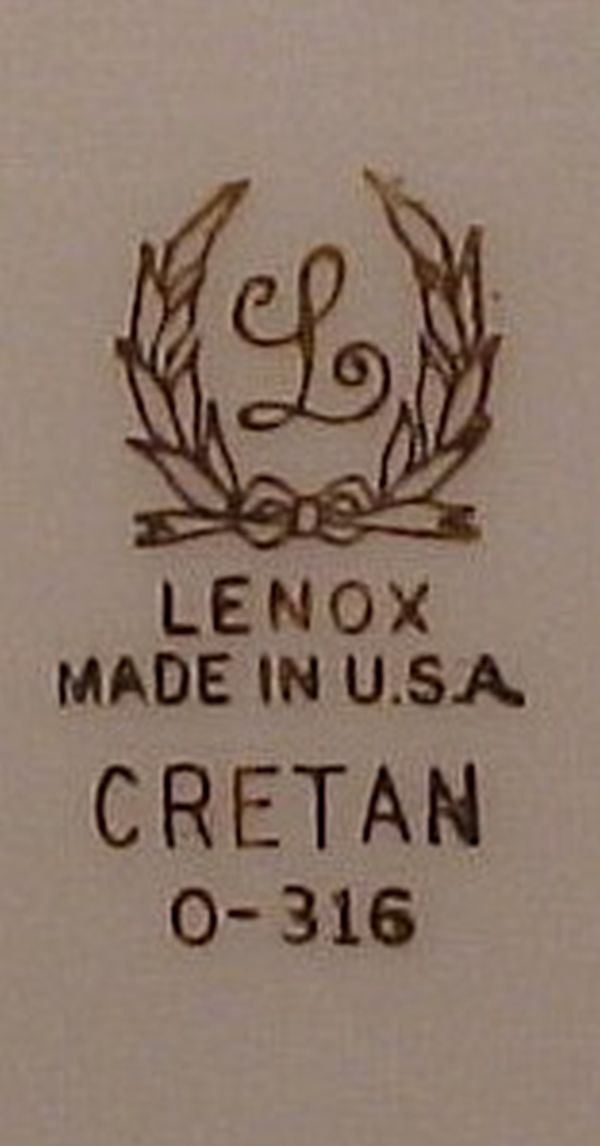 L
LENOX
MADE IN U.S.A.
CRETAN
O-316